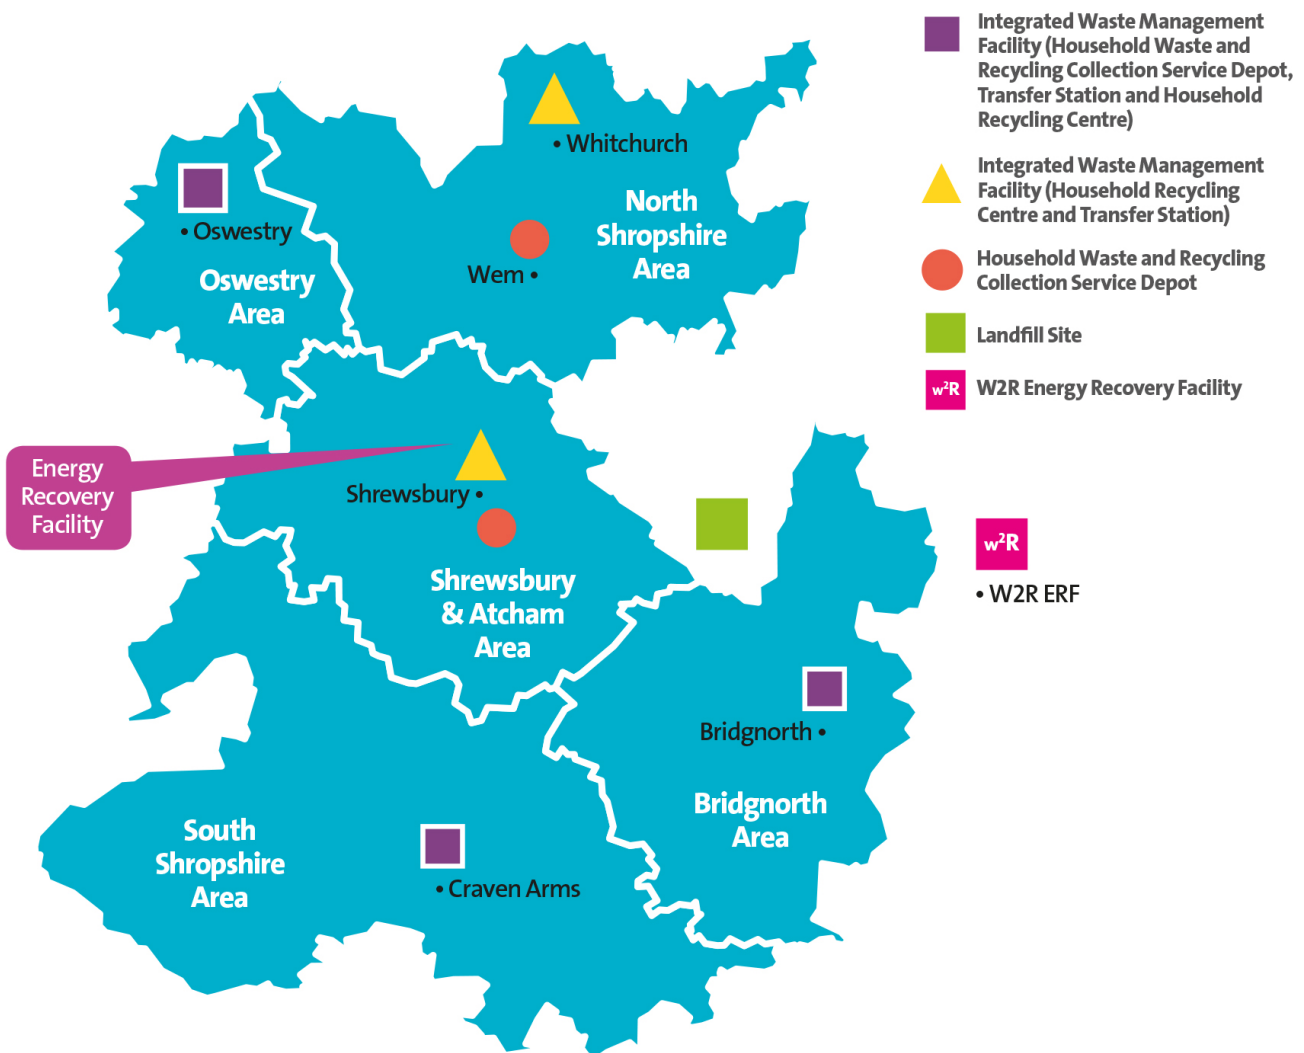 Integrated Waste Management
Facility (Household Waste and
Recycling Collection Service Depot,
Transfer Station and Household
Recycling Centre)
Integrated Waste Management
Facility (Household Recycling
Centre and Transfer Station)
Household Waste and Recycling
Collection Service Depot
Landfill Site
w²R
W2R Energy Recovery Facility
• Whitchurch
North
Shropshire
Area
• Oswestry
Oswestry
Area
Wem •
Energy
Recovery
Facility
Shrewsbury •
Shrewsbury
& Atcham
Area
w²R
• W2R ERF
Bridgnorth •
Bridgnorth
Area
South
Shropshire
Area
• Craven Arms